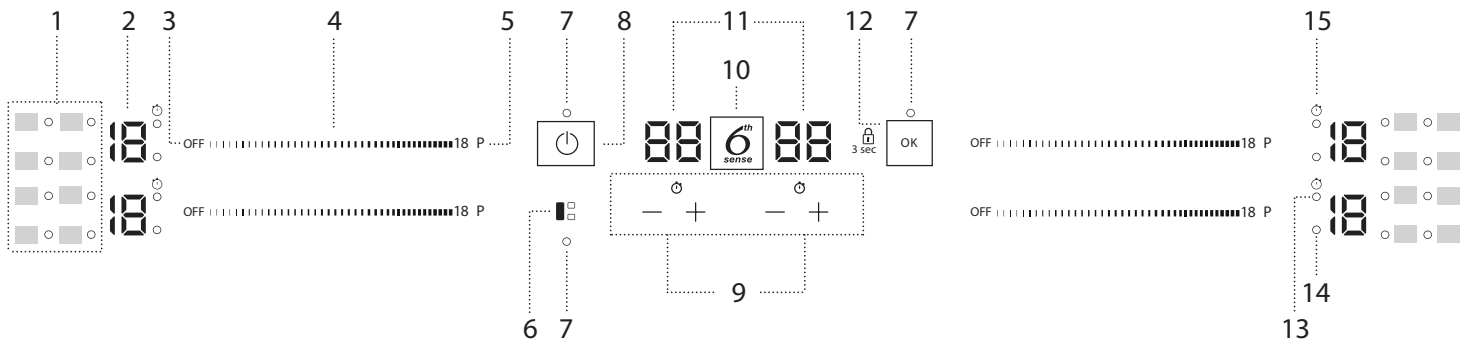 1 2 3 4 5 7 8 11 12 7 15
10
18 OFF 18 P 88 6th sense 88 3 sec OK OFF 18 P 18
18 OFF 18 P − + − + OFF 18 P 18
9
6 7 13 14